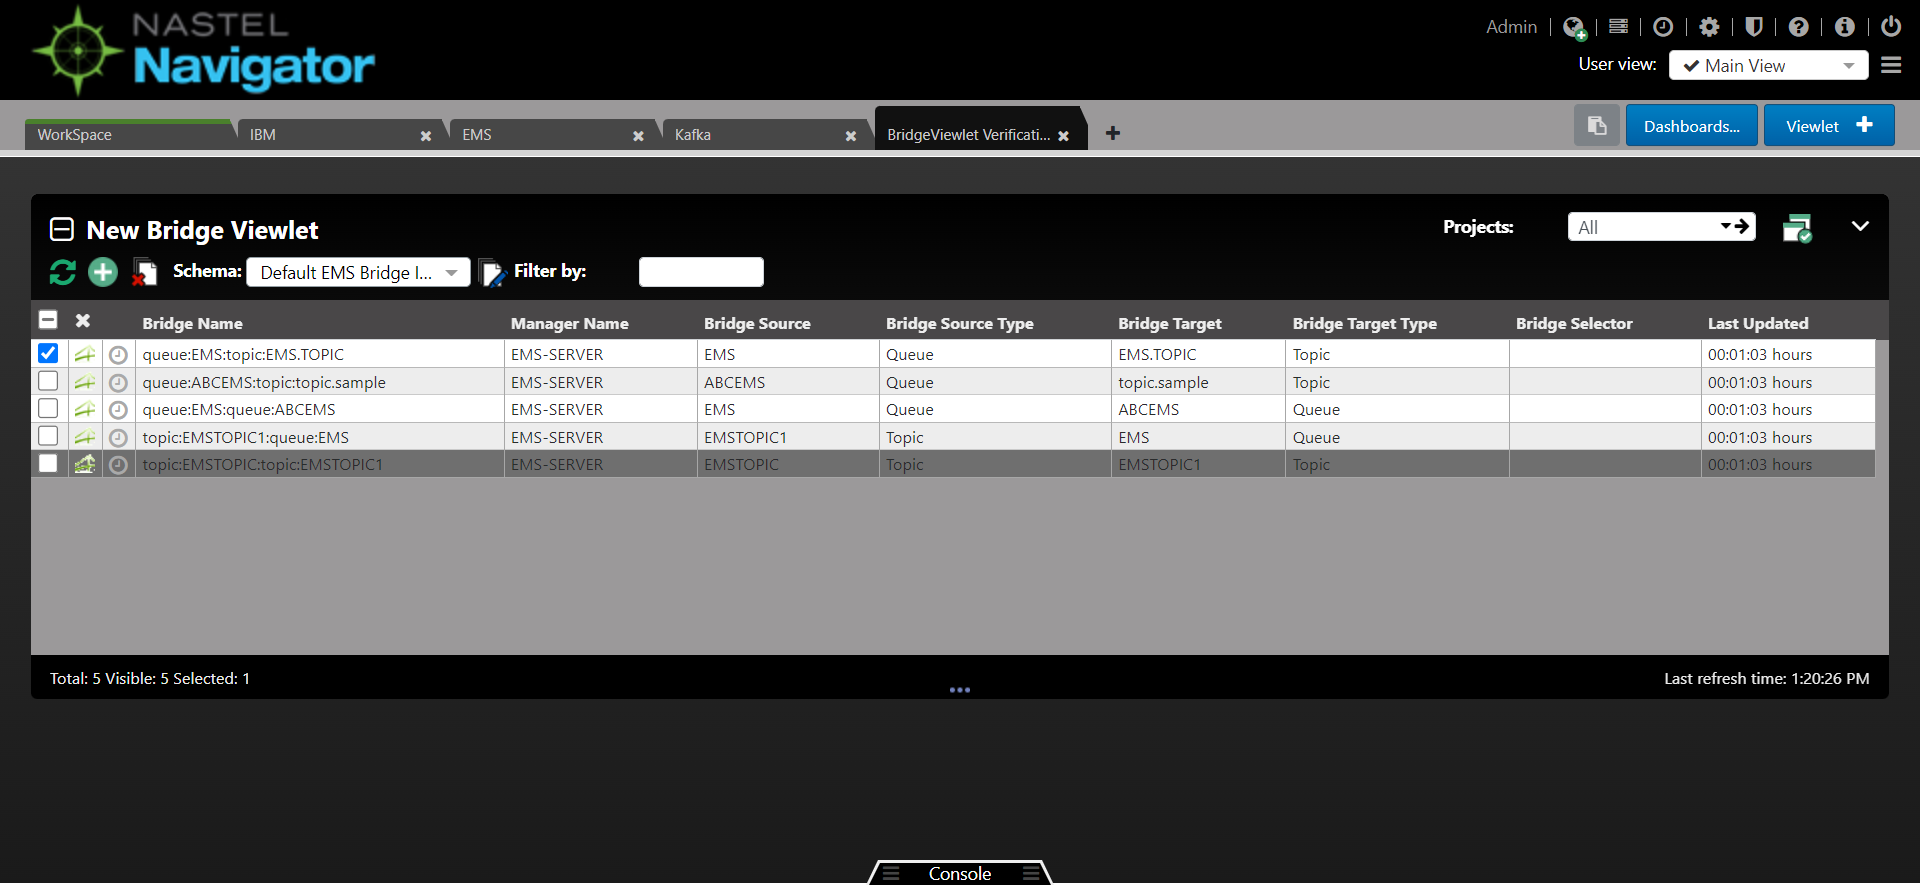 NASTEL
Navigator
Admin
User view: Main View
WorkSpace IBM EMS Kafka BridgeViewlet Verificati...
Dashboards... Viewlet
New Bridge Viewlet
Projects: All
Schema: Default EMS Bridge I... Filter by:
Bridge Name Manager Name Bridge Source Bridge Source Type Bridge Target Bridge Target Type Bridge Selector Last Updated
queue:EMS:topic:EMS.TOPIC EMS-SERVER EMS Queue EMS.TOPIC Topic 00:01:03 hours
queue:ABCEMS:topic:topic.sample EMS-SERVER ABCEMS Queue topic.sample Topic 00:01:03 hours
queue:EMS:queue:ABCEMS EMS-SERVER EMS Queue ABCEMS Queue 00:01:03 hours
topic:EMSTOPIC1:queue:EMS EMS-SERVER EMSTOPIC1 Topic EMS Queue 00:01:03 hours
topic:EMSTOPIC:topic:EMSTOPIC1 EMS-SERVER EMSTOPIC Topic EMSTOPIC1 Topic 00:01:03 hours
Total: 5 Visible: 5 Selected: 1
Last refresh time: 1:20:26 PM
Console